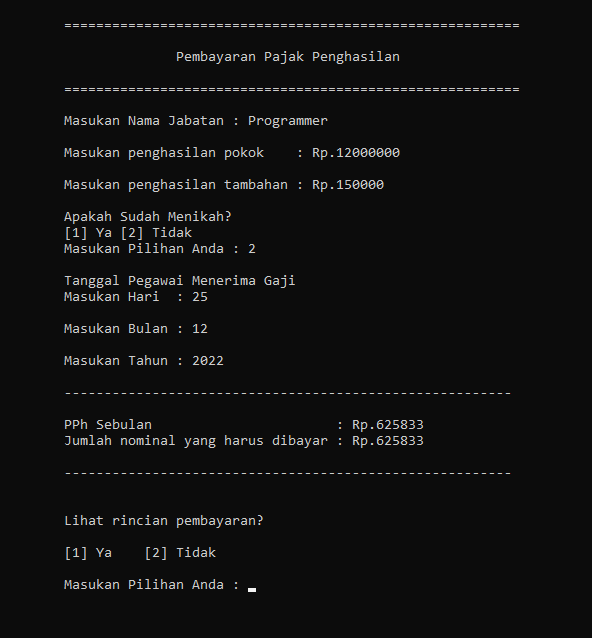 =========================================================
Pembayaran Pajak Penghasilan
=========================================================
Masukan Nama Jabatan : Programmer
Masukan penghasilan pokok    : Rp.12000000
Masukan penghasilan tambahan : Rp.150000
Apakah Sudah Menikah?
[1] Ya [2] Tidak
Masukan Pilihan Anda : 2
Tanggal Pegawai Menerima Gaji
Masukan Hari  : 25
Masukan Bulan : 12
Masukan Tahun : 2022
--------------------------------------------------------
PPh Sebulan                       : Rp.625833
Jumlah nominal yang harus dibayar : Rp.625833
--------------------------------------------------------
Lihat rincian pembayaran?
[1] Ya    [2] Tidak
Masukan Pilihan Anda :